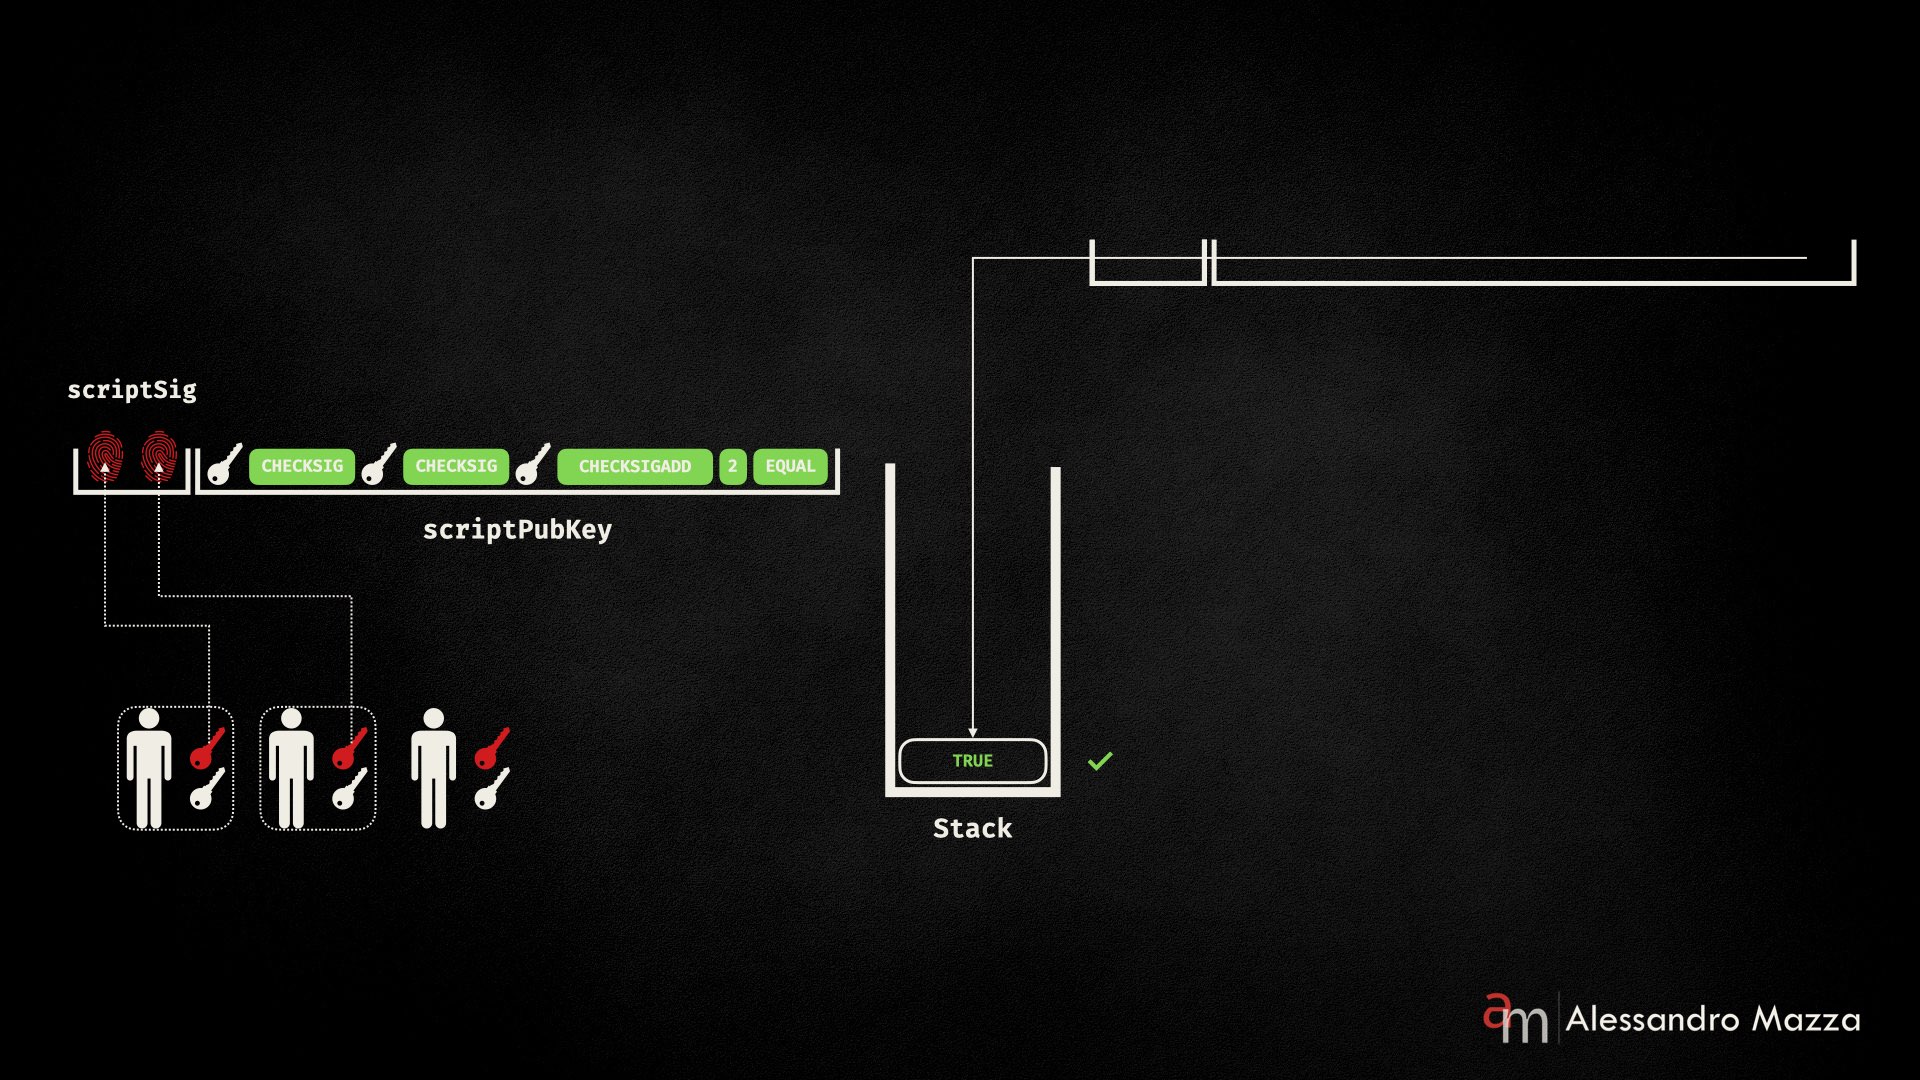 scriptSig
CHECKSIG CHECKSIG CHECKSIGADD 2 EQUAL
scriptPubKey
TRUE
Stack
am Alessandro Mazza